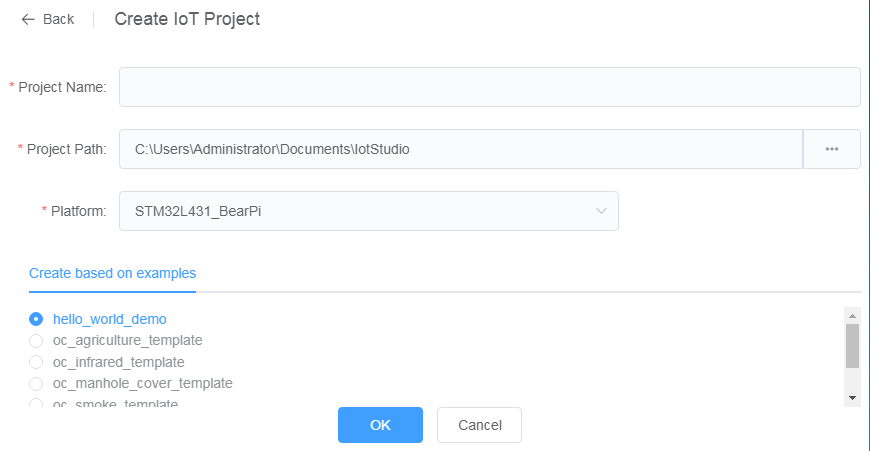 Back
Create IoT Project
* Project Name:
* Project Path: C:\Users\Administrator\Documents\IotStudio ...
* Platform: STM32L431_BearPi
Create based on examples
hello_world_demo
oc_agriculture_template
oc_infrared_template
oc_manhole_cover_template
oc_smoke_template
OK Cancel